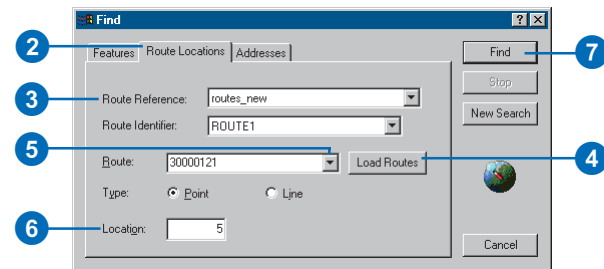 Find
2
Features Route Locations Addresses
Find
7
Stop
3
Route Reference: routes_new
New Search
Route Identifier: ROUTE1
5
Route: 30000121 Load Routes
4
Type: Point Line
6
Location: 5
Cancel